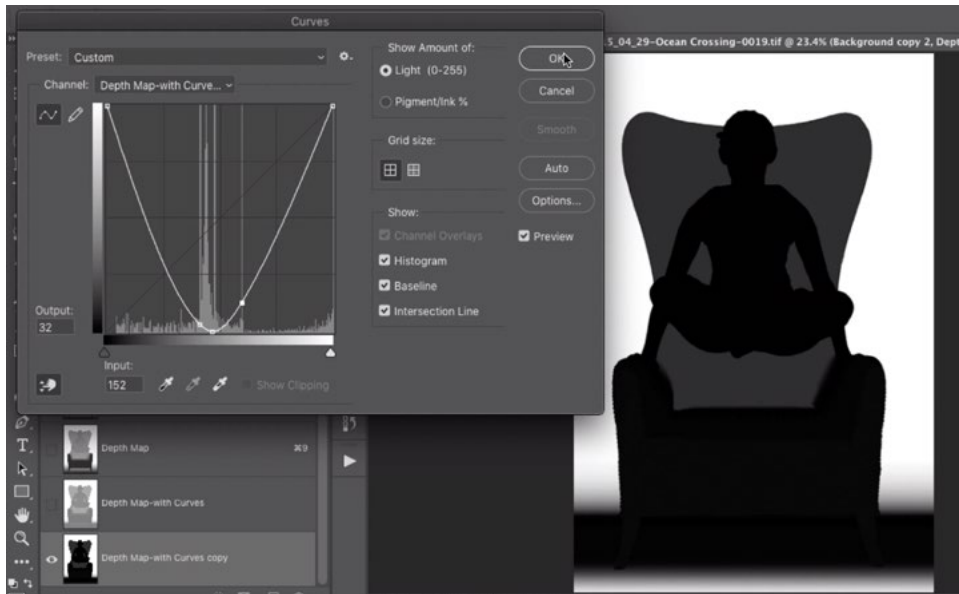 Curves
Preset: Custom
Channel: Depth Map-with Curve...
Output:
32
Input:
152
Show Clipping
Show Amount of:
Light (0-255)
Pigment/Ink %
Grid size:
Show:
Channel Overlays
Histogram
Baseline
Intersection Line
OK
Cancel
Smooth
Auto
Options...
Preview
5_04_29-Ocean Crossing-0019.tif @ 23.4% (Background copy 2, Dept
Depth Map ⌘9
Depth Map-with Curves
Depth Map-with Curves copy